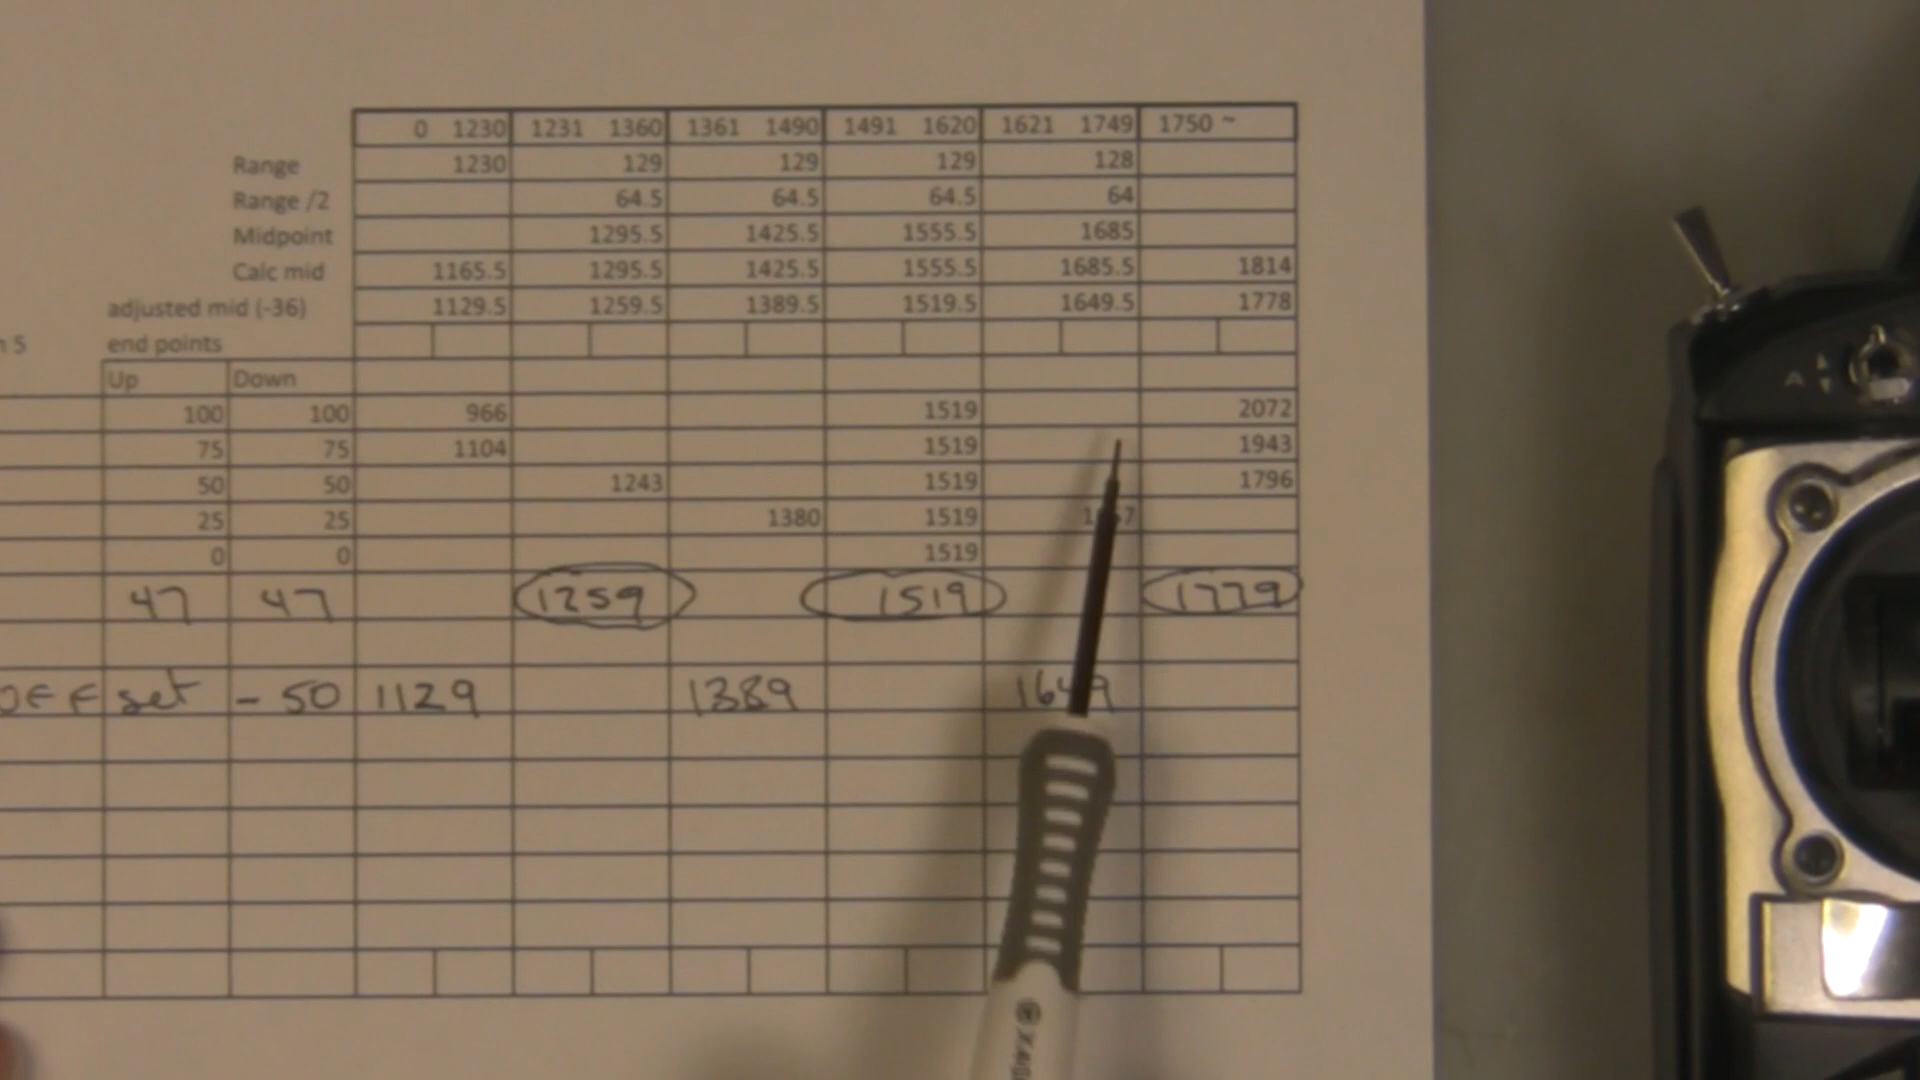 0 1230 1231 1360 1361 1490 1491 1620 1621 1749 1750 ~
Range 1230 129 129 129 128
Range /2 64.5 64.5 64.5 64
Midpoint 1295.5 1425.5 1555.5 1685
Calc mid 1165.5 1295.5 1425.5 1555.5 1685.5 1814
adjusted mid (-36) 1129.5 1259.5 1389.5 1519.5 1649.5 1778
5 end points
Up Down
100 100 966 1519 2072
75 75 1104 1519 1943
50 50 1243 1519 1796
25 25 1380 1519
0 0 1519
47 47 1259 1519 1779
OFF set -50 1129 1389 1649
A